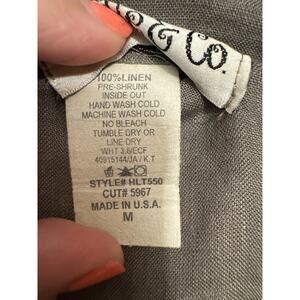 & Co.
100% LINEN
PRE-SHRUNK
INSIDE OUT
HAND WASH COLD
MACHINE WASH COLD
NO BLEACH
TUMBLE DRY OR
LINE DRY
WHT 3.8/ECF
40915144/JA / K.T
STYLE# HLT550
CUT# 5967
MADE IN U.S.A.
M